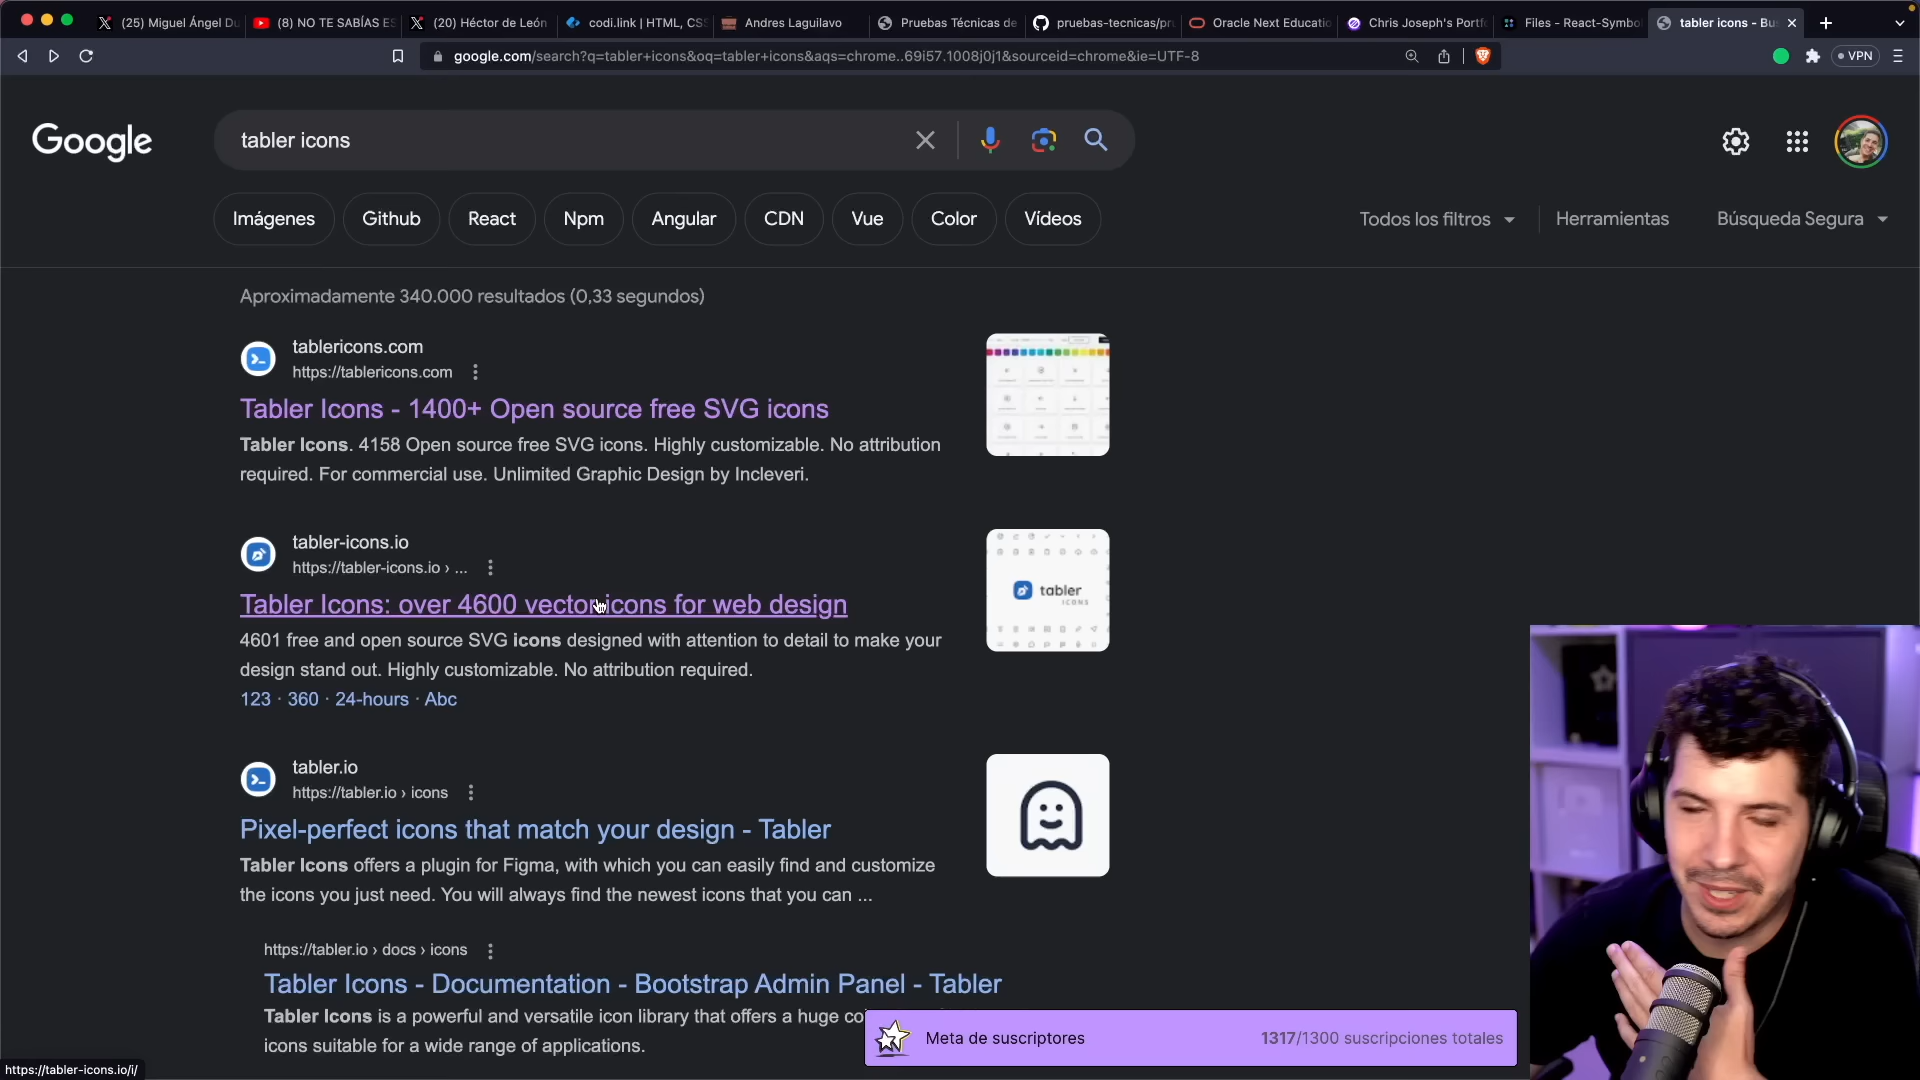 (25) Miguel Ángel Du
(8) NO TE SABÍAS ES
(20) Héctor de León
codi.link | HTML, CSS
Andres Laguilavo
Pruebas Técnicas de
pruebas-tecnicas/pru
Oracle Next Educatio
Chris Joseph's Portfo
Files - React-Symbo
tabler icons - Bu
google.com/search?q=tabler+icons&oq=tabler+icons&aqs=chrome..69i57.1008j0j1&sourceid=chrome&ie=UTF-8
VPN
Google
tabler icons
Imágenes
Github
React
Npm
Angular
CDN
Vue
Color
Vídeos
Todos los filtros
Herramientas
Búsqueda Segura
Aproximadamente 340.000 resultados (0,33 segundos)
tablericons.com
https://tablericons.com
Tabler Icons - 1400+ Open source free SVG icons
Tabler Icons. 4158 Open source free SVG icons. Highly customizable. No attribution
required. For commercial use. Unlimited Graphic Design by Incleveri.
tabler-icons.io
https://tabler-icons.io › ...
Tabler Icons: over 4600 vector icons for web design
4601 free and open source SVG icons designed with attention to detail to make your
design stand out. Highly customizable. No attribution required.
123 · 360 · 24-hours · Abc
tabler
ICONS
tabler.io
https://tabler.io › icons
Pixel-perfect icons that match your design - Tabler
Tabler Icons offers a plugin for Figma, with which you can easily find and customize
the icons you just need. You will always find the newest icons that you can ...
https://tabler.io › docs › icons
Tabler Icons - Documentation - Bootstrap Admin Panel - Tabler
Tabler Icons is a powerful and versatile icon library that offers a huge co
icons suitable for a wide range of applications.
Meta de suscriptores
1317/1300 suscripciones totales
https://tabler-icons.io/i/